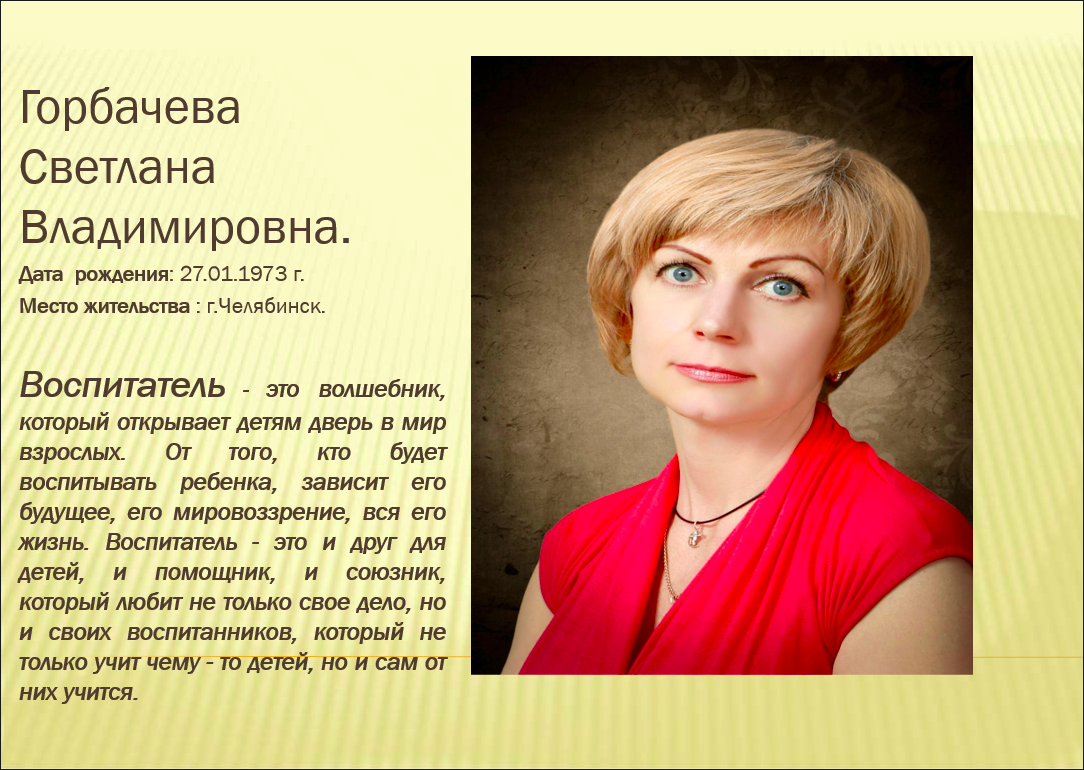 Горбачева
Светлана
Владимировна.
Дата рождения: 27.01.1973 г.
Место жительства : г.Челябинск.
Воспитатель - это волшебник,
который открывает детям дверь в мир
взрослых. От того, кто будет
воспитывать ребенка, зависит его
будущее, его мировоззрение, вся его
жизнь. Воспитатель - это и друг для
детей, и помощник, и союзник,
который любит не только свое дело, но
и своих воспитанников, который не
только учит чему - то детей, но и сам от
них учится.